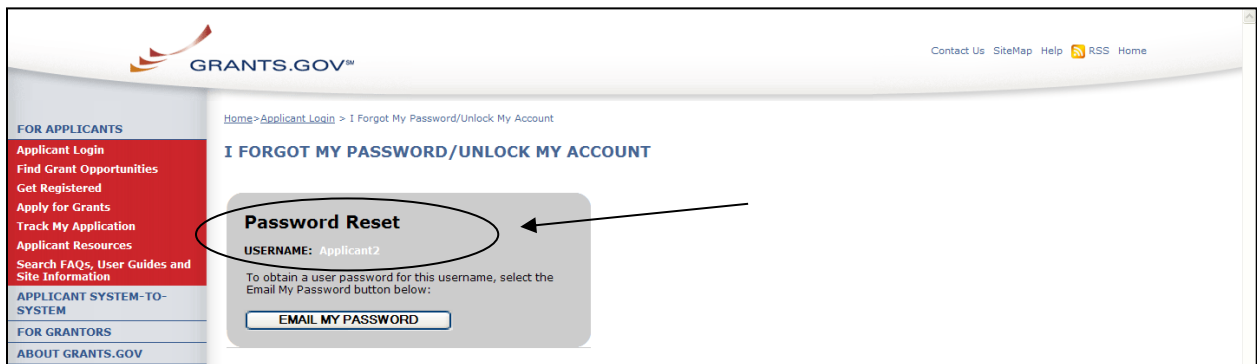 GRANTS.GOV℠
Contact Us SiteMap Help RSS Home
FOR APPLICANTS
Applicant Login
Find Grant Opportunities
Get Registered
Apply for Grants
Track My Application
Applicant Resources
Search FAQs, User Guides and
Site Information
APPLICANT SYSTEM-TO-
SYSTEM
FOR GRANTORS
ABOUT GRANTS.GOV
Home>Applicant Login > I Forgot My Password/Unlock My Account
I FORGOT MY PASSWORD/UNLOCK MY ACCOUNT
Password Reset
USERNAME: Applicant2
To obtain a user password for this username, select the
Email My Password button below:
EMAIL MY PASSWORD